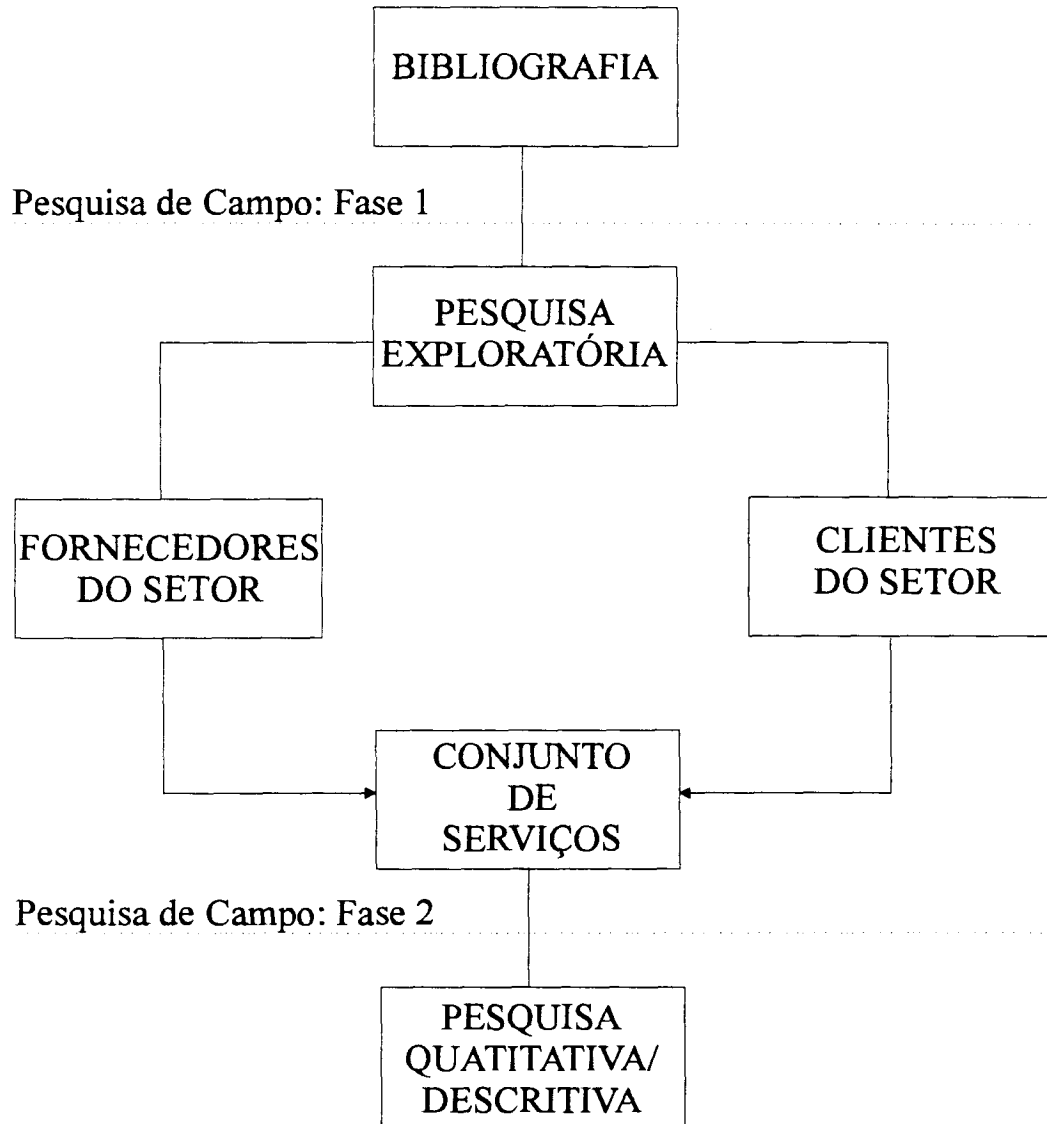 BIBLIOGRAFIA
Pesquisa de Campo: Fase 1
PESQUISA
EXPLORATÓRIA
FORNECEDORES
DO SETOR
CLIENTES
DO SETOR
CONJUNTO
DE
SERVIÇOS
Pesquisa de Campo: Fase 2
PESQUISA
QUATITATIVA/
DESCRITIVA